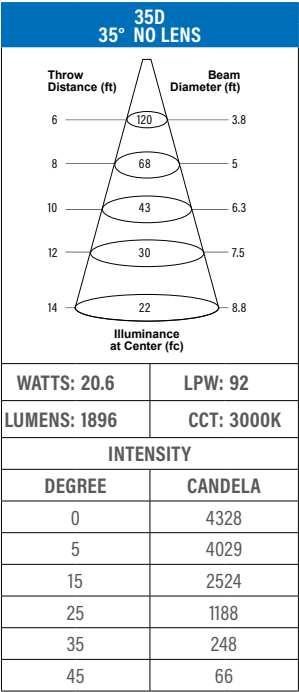 35D
35° NO LENS
Throw Beam
Distance (ft) Diameter (ft)
6 120 3.8
8 68 5
10 43 6.3
12 30 7.5
14 22 8.8
Illuminance
at Center (fc)
WATTS: 20.6 LPW: 92
LUMENS: 1896 CCT: 3000K
INTENSITY
DEGREE CANDELA
0 4328
5 4029
15 2524
25 1188
35 248
45 66